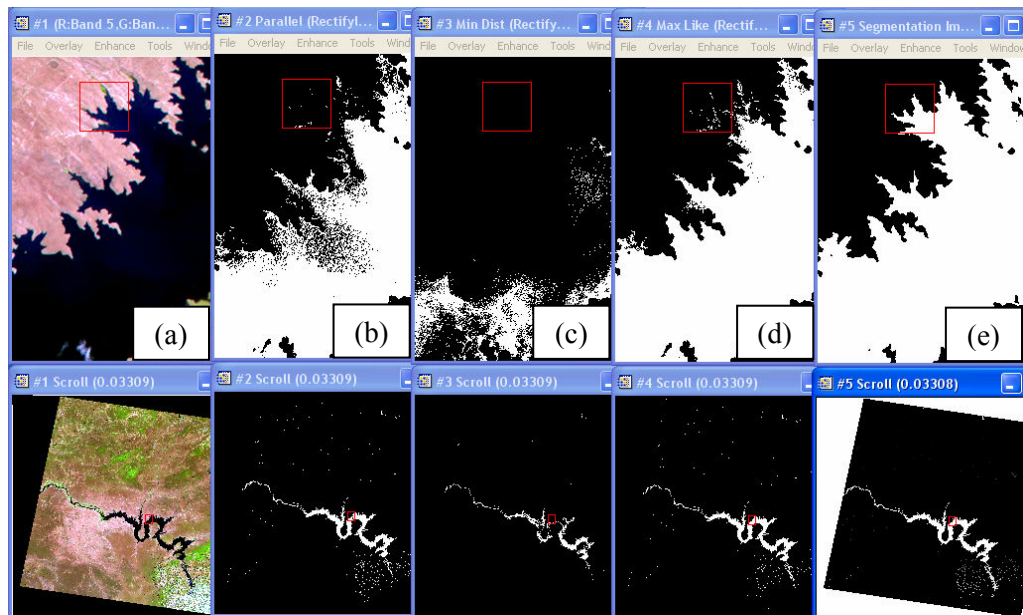 #1 (R:Band 5,G:Ban...
File Overlay Enhance Tools Window
(a)
#2 Parallel (Rectifyl...
File Overlay Enhance Tools Windo
(b)
#3 Min Dist (Rectify...
File Overlay Enhance Tools Windo
(c)
#4 Max Like (Rectif...
File Overlay Enhance Tools Windo
(d)
#5 Segmentation Im...
File Overlay Enhance Tools Windo
(e)
#1 Scroll (0.03309)
#2 Scroll (0.03309)
#3 Scroll (0.03309)
#4 Scroll (0.03309)
#5 Scroll (0.03308)